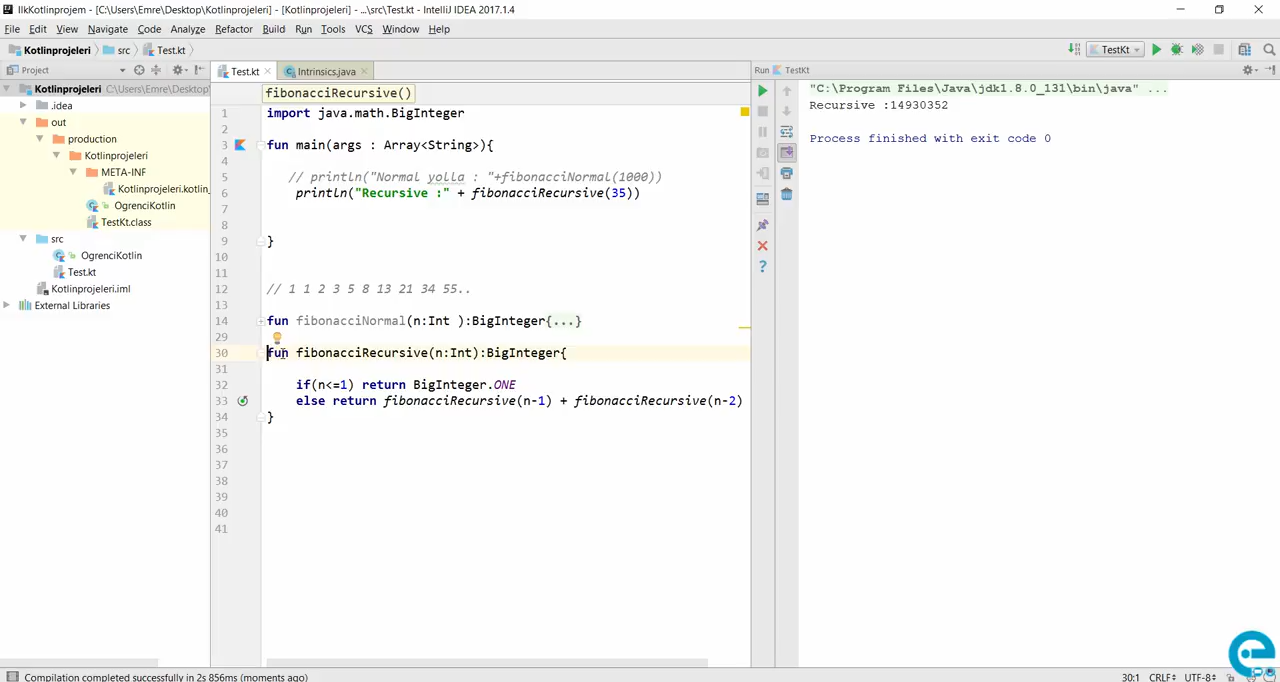 IlkKotlinprojem - [C:\Users\Emre\Desktop\Kotlinprojeleri] - [Kotlinprojeleri] - ...\src\Test.kt - IntelliJ IDEA 2017.1.4
File Edit View Navigate Code Analyze Refactor Build Run Tools VCS Window Help
Kotlinprojeleri src Test.kt TestKt
Project Test.kt Intrinsics.java Run TestKt
fibonacciRecursive()
Kotlinprojeleri C:\Users\Emre\Desktop\
.idea
out
production
Kotlinprojeleri
META-INF
Kotlinprojeleri.kotlin_
OgrenciKotlin
TestKt.class
src
OgrenciKotlin
Test.kt
Kotlinprojeleri.iml
External Libraries
1 import java.math.BigInteger
2
3 fun main(args : Array<String>){
4
5 // println("Normal yolla : "+fibonacciNormal(1000))
6 println("Recursive :" + fibonacciRecursive(35))
7
8
9 }
10
11
12 // 1 1 2 3 5 8 13 21 34 55..
13
14 fun fibonacciNormal(n:Int ):BigInteger{...}
29
30 fun fibonacciRecursive(n:Int):BigInteger{
31
32 if(n<=1) return BigInteger.ONE
33 else return fibonacciRecursive(n-1) + fibonacciRecursive(n-2)
34 }
35
36
37
38
39
40
41
"C:\Program Files\Java\jdk1.8.0_131\bin\java" ...
Recursive :14930352
Process finished with exit code 0
Compilation completed successfully in 2s 856ms (moments ago) 30:1 CRLF UTF-8